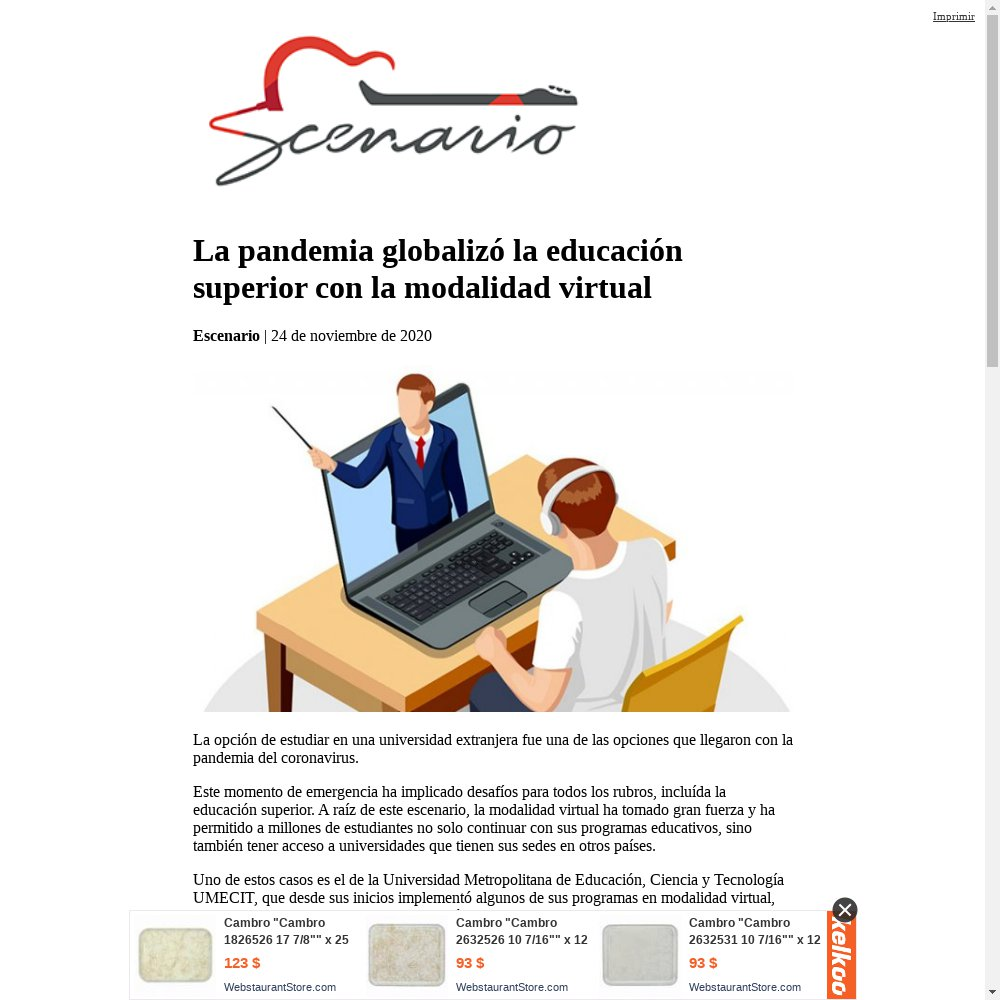 Imprimir
Scenario
La pandemia globalizó la educación
superior con la modalidad virtual
Escenario | 24 de noviembre de 2020
La opción de estudiar en una universidad extranjera fue una de las opciones que llegaron con la
pandemia del coronavirus.
Este momento de emergencia ha implicado desafíos para todos los rubros, incluída la
educación superior. A raíz de este escenario, la modalidad virtual ha tomado gran fuerza y ha
permitido a millones de estudiantes no solo continuar con sus programas educativos, sino
también tener acceso a universidades que tienen sus sedes en otros países.
Uno de estos casos es el de la Universidad Metropolitana de Educación, Ciencia y Tecnología
UMECIT, que desde sus inicios implementó algunos de sus programas en modalidad virtual,
Cambro "Cambro
1826526 17 7/8"" x 25
123 $
WebstaurantStore.com
Cambro "Cambro
2632526 10 7/16"" x 12
93 $
WebstaurantStore.com
Cambro "Cambro
2632531 10 7/16"" x 12
93 $
WebstaurantStore.com
kelkoo